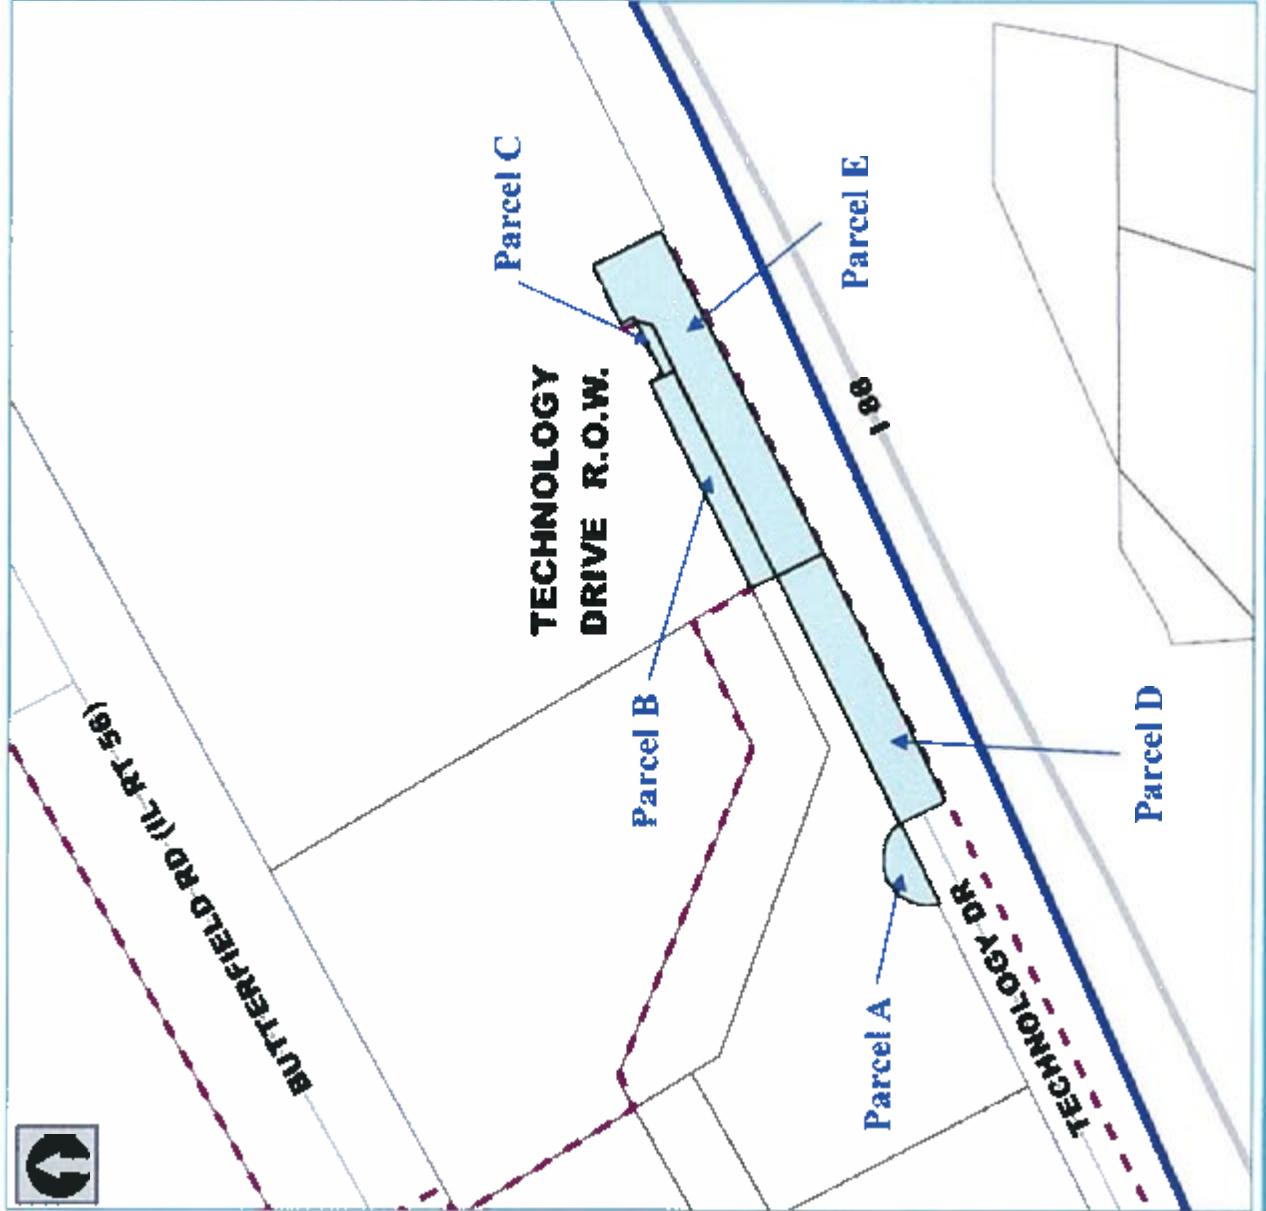 Parcel C
Parcel E
TECHNOLOGY
DRIVE R.O.W.
I 88
BUTTERFIELD RD (IL RT 56)
Parcel B
Parcel D
Parcel A
TECHNOLOGY DR